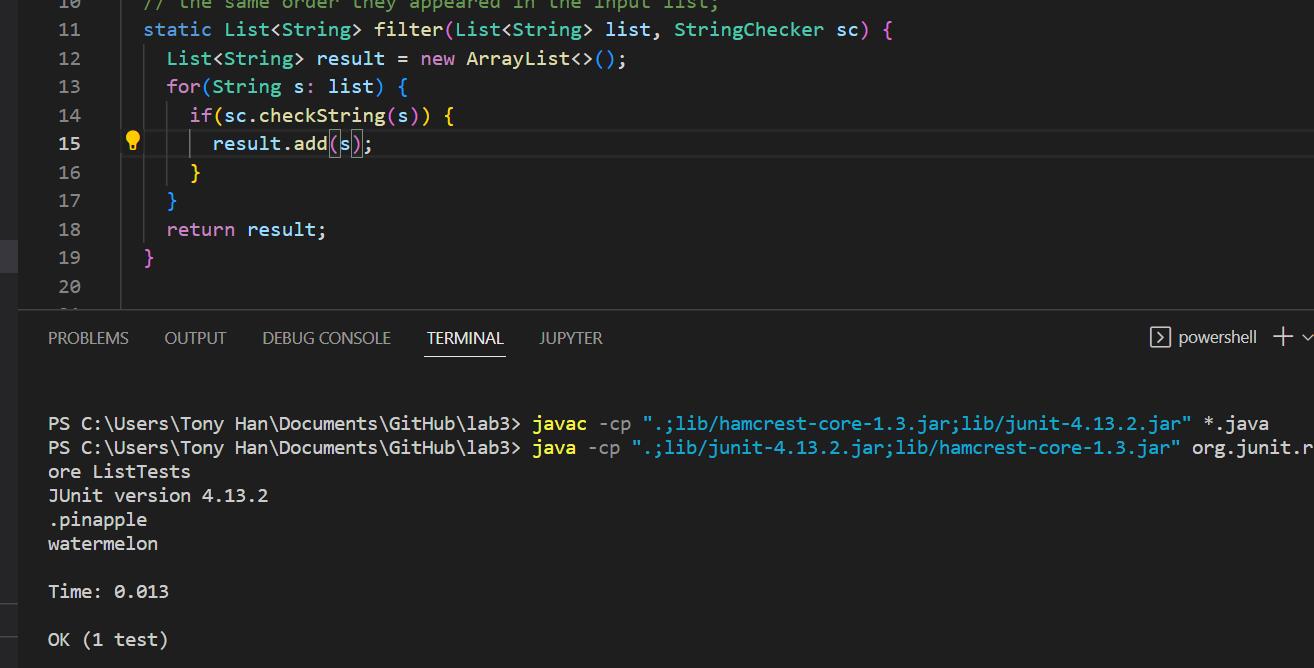 10 // the same order they appeared in the input list;
11 static List<String> filter(List<String> list, StringChecker sc) {
12 List<String> result = new ArrayList<>();
13 for(String s: list) {
14 if(sc.checkString(s)) {
15 result.add(s);
16 }
17 }
18 return result;
19 }
20
PROBLEMS OUTPUT DEBUG CONSOLE TERMINAL JUPYTER powershell
PS C:\Users\Tony Han\Documents\GitHub\lab3> javac -cp ".;lib/hamcrest-core-1.3.jar;lib/junit-4.13.2.jar" *.java
PS C:\Users\Tony Han\Documents\GitHub\lab3> java -cp ".;lib/junit-4.13.2.jar;lib/hamcrest-core-1.3.jar" org.junit.r
ore ListTests
JUnit version 4.13.2
.pinapple
watermelon
Time: 0.013
OK (1 test)